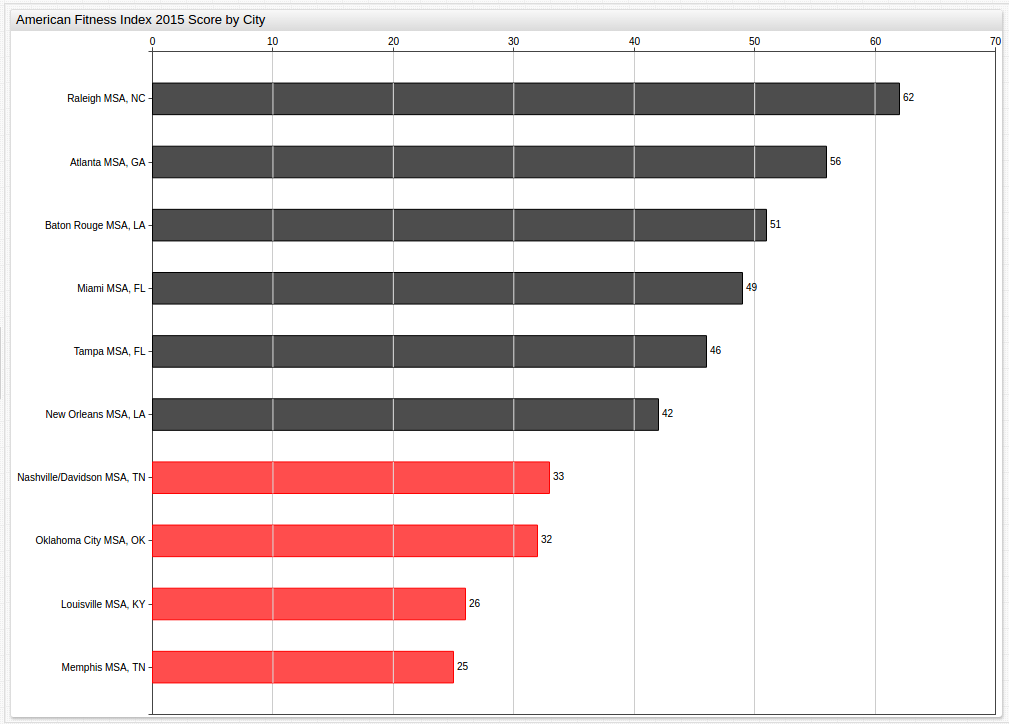 American Fitness Index 2015 Score by City
0 10 20 30 40 50 60 70
Raleigh MSA, NC 62
Atlanta MSA, GA 56
Baton Rouge MSA, LA 51
Miami MSA, FL 49
Tampa MSA, FL 46
New Orleans MSA, LA 42
Nashville/Davidson MSA, TN 33
Oklahoma City MSA, OK 32
Louisville MSA, KY 26
Memphis MSA, TN 25